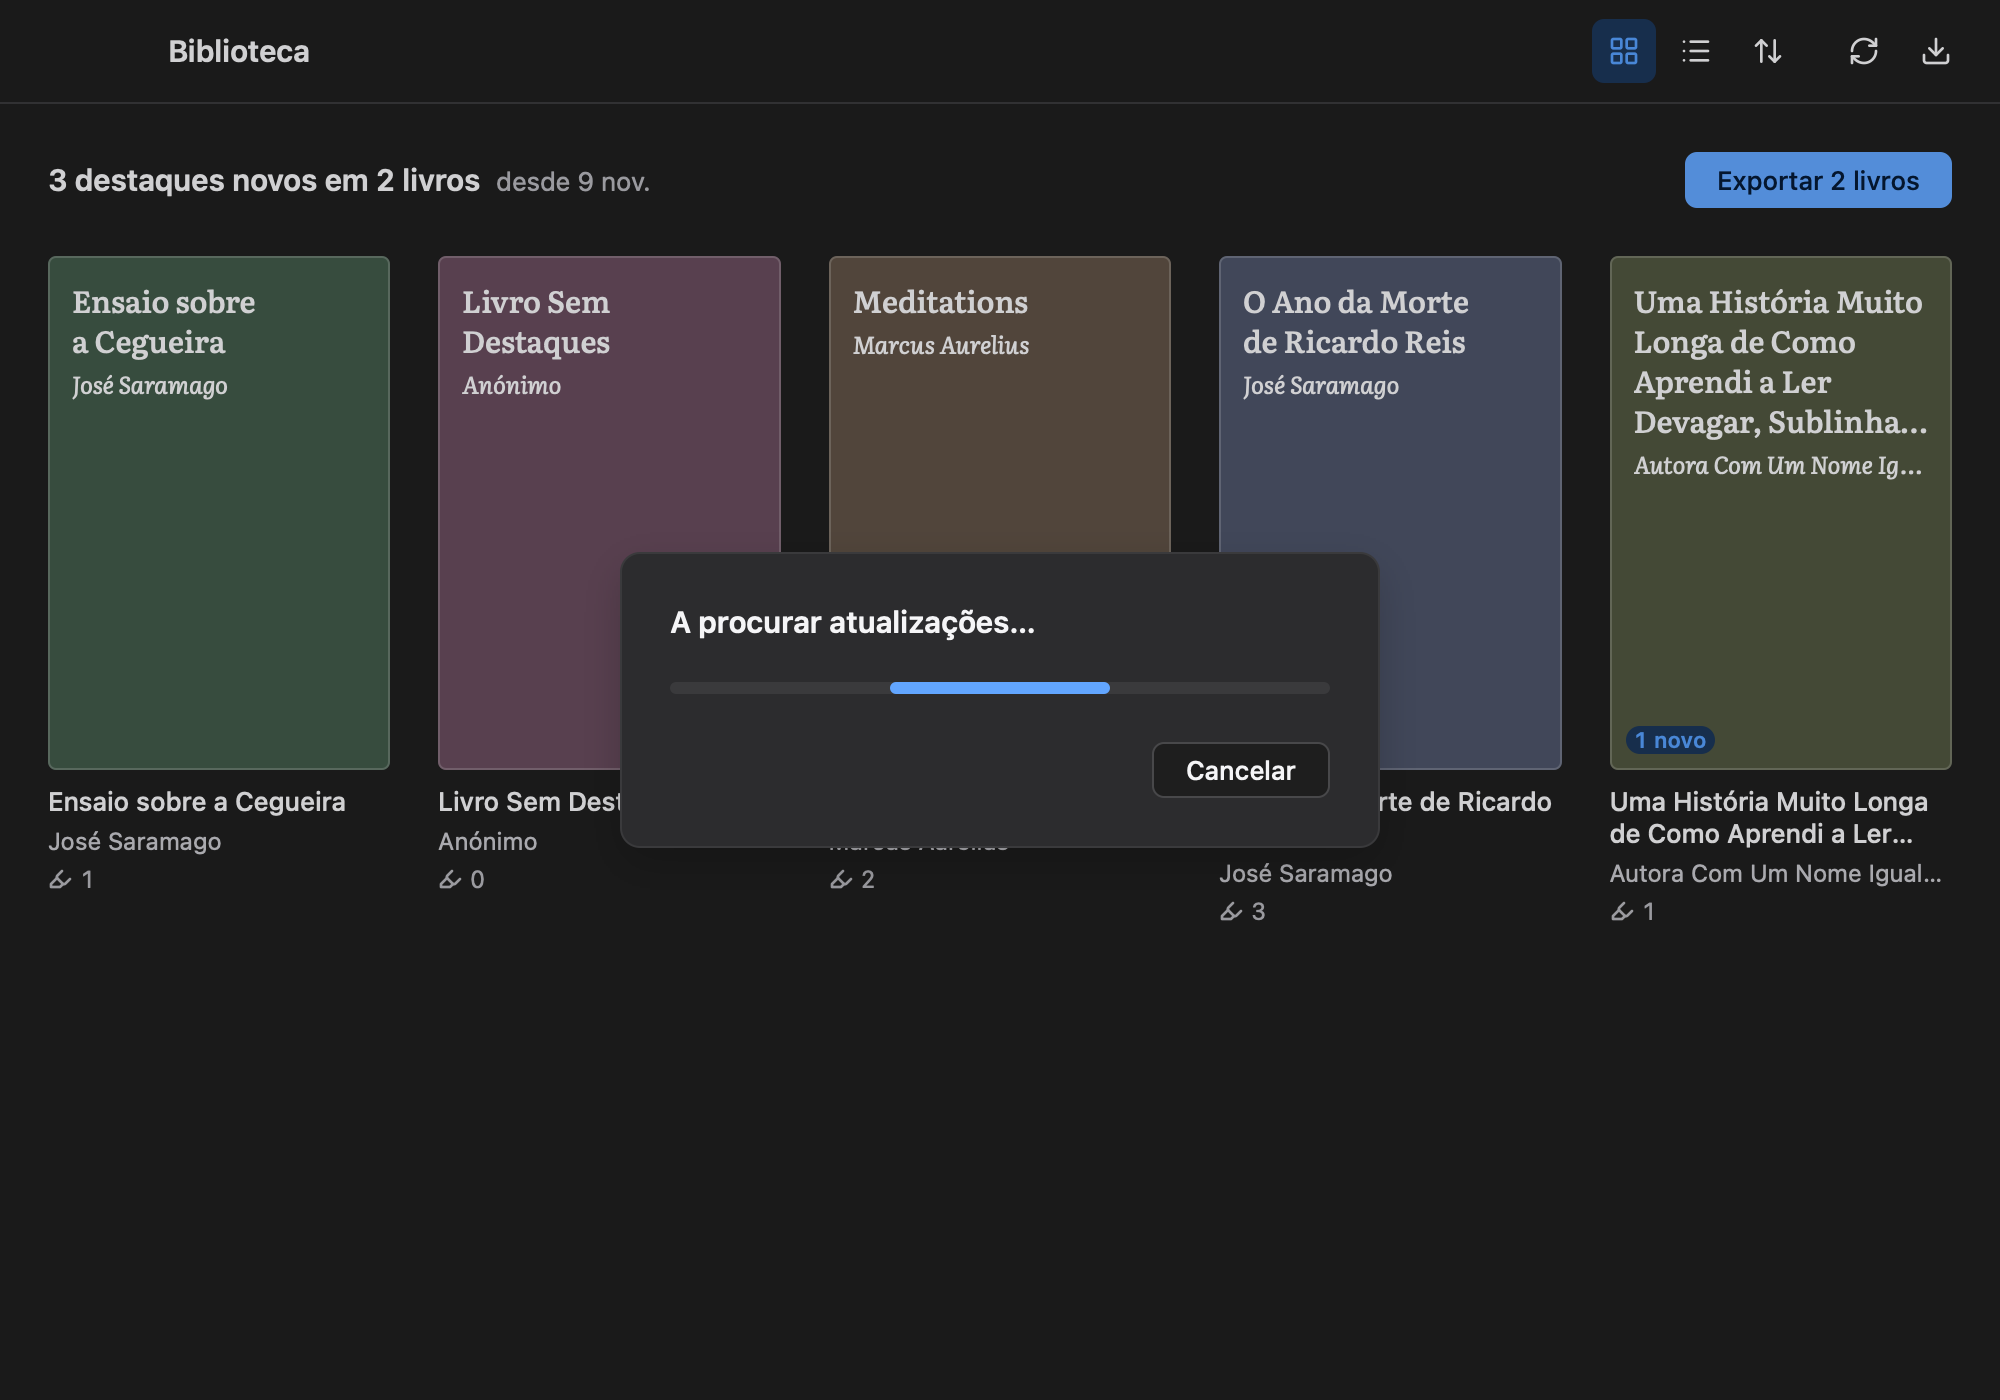 Biblioteca
3 destaques novos em 2 livros desde 9 nov.
Exportar 2 livros
Ensaio sobre
a Cegueira
José Saramago
Livro Sem
Destaques
Anónimo
Meditations
Marcus Aurelius
O Ano da Morte
de Ricardo Reis
José Saramago
Uma História Muito
Longa de Como
Aprendi a Ler
Devagar, Sublinha...
Autora Com Um Nome Ig...
1 novo
A procurar atualizações...
Cancelar
Ensaio sobre a Cegueira
José Saramago
1
Livro Sem
Anónimo
0
2
de Ricardo
José Saramago
3
Uma História Muito Longa
de Como Aprendi a Ler...
Autora Com Um Nome Igual...
1